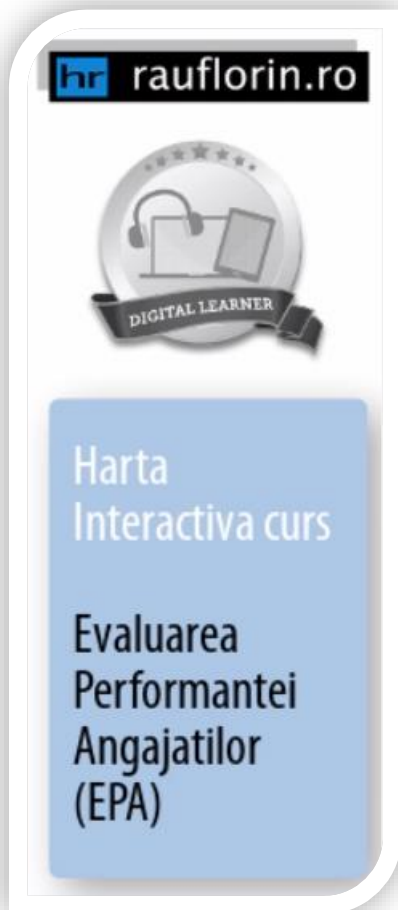 hr rauflorin.ro
DIGITAL LEARNER
Harta
Interactiva curs
Evaluarea
Performantei
Angajatilor
(EPA)